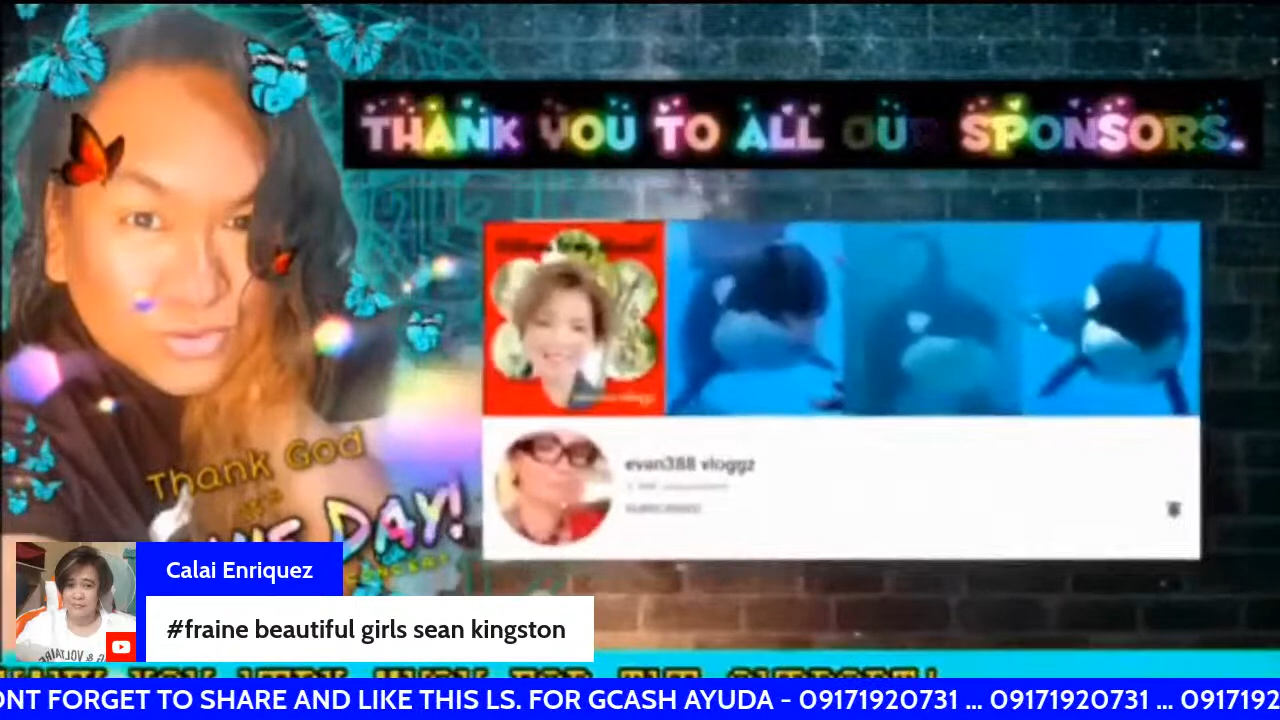 THANK YOU TO ALL OUR SPONSORS.
evan388 vloggz
Thank God
DAY!
Calai Enriquez
#fraine beautiful girls sean kingston
ONT FORGET TO SHARE AND LIKE THIS LS. FOR GCASH AYUDA - 09171920731 ... 09171920731 ... 0917192